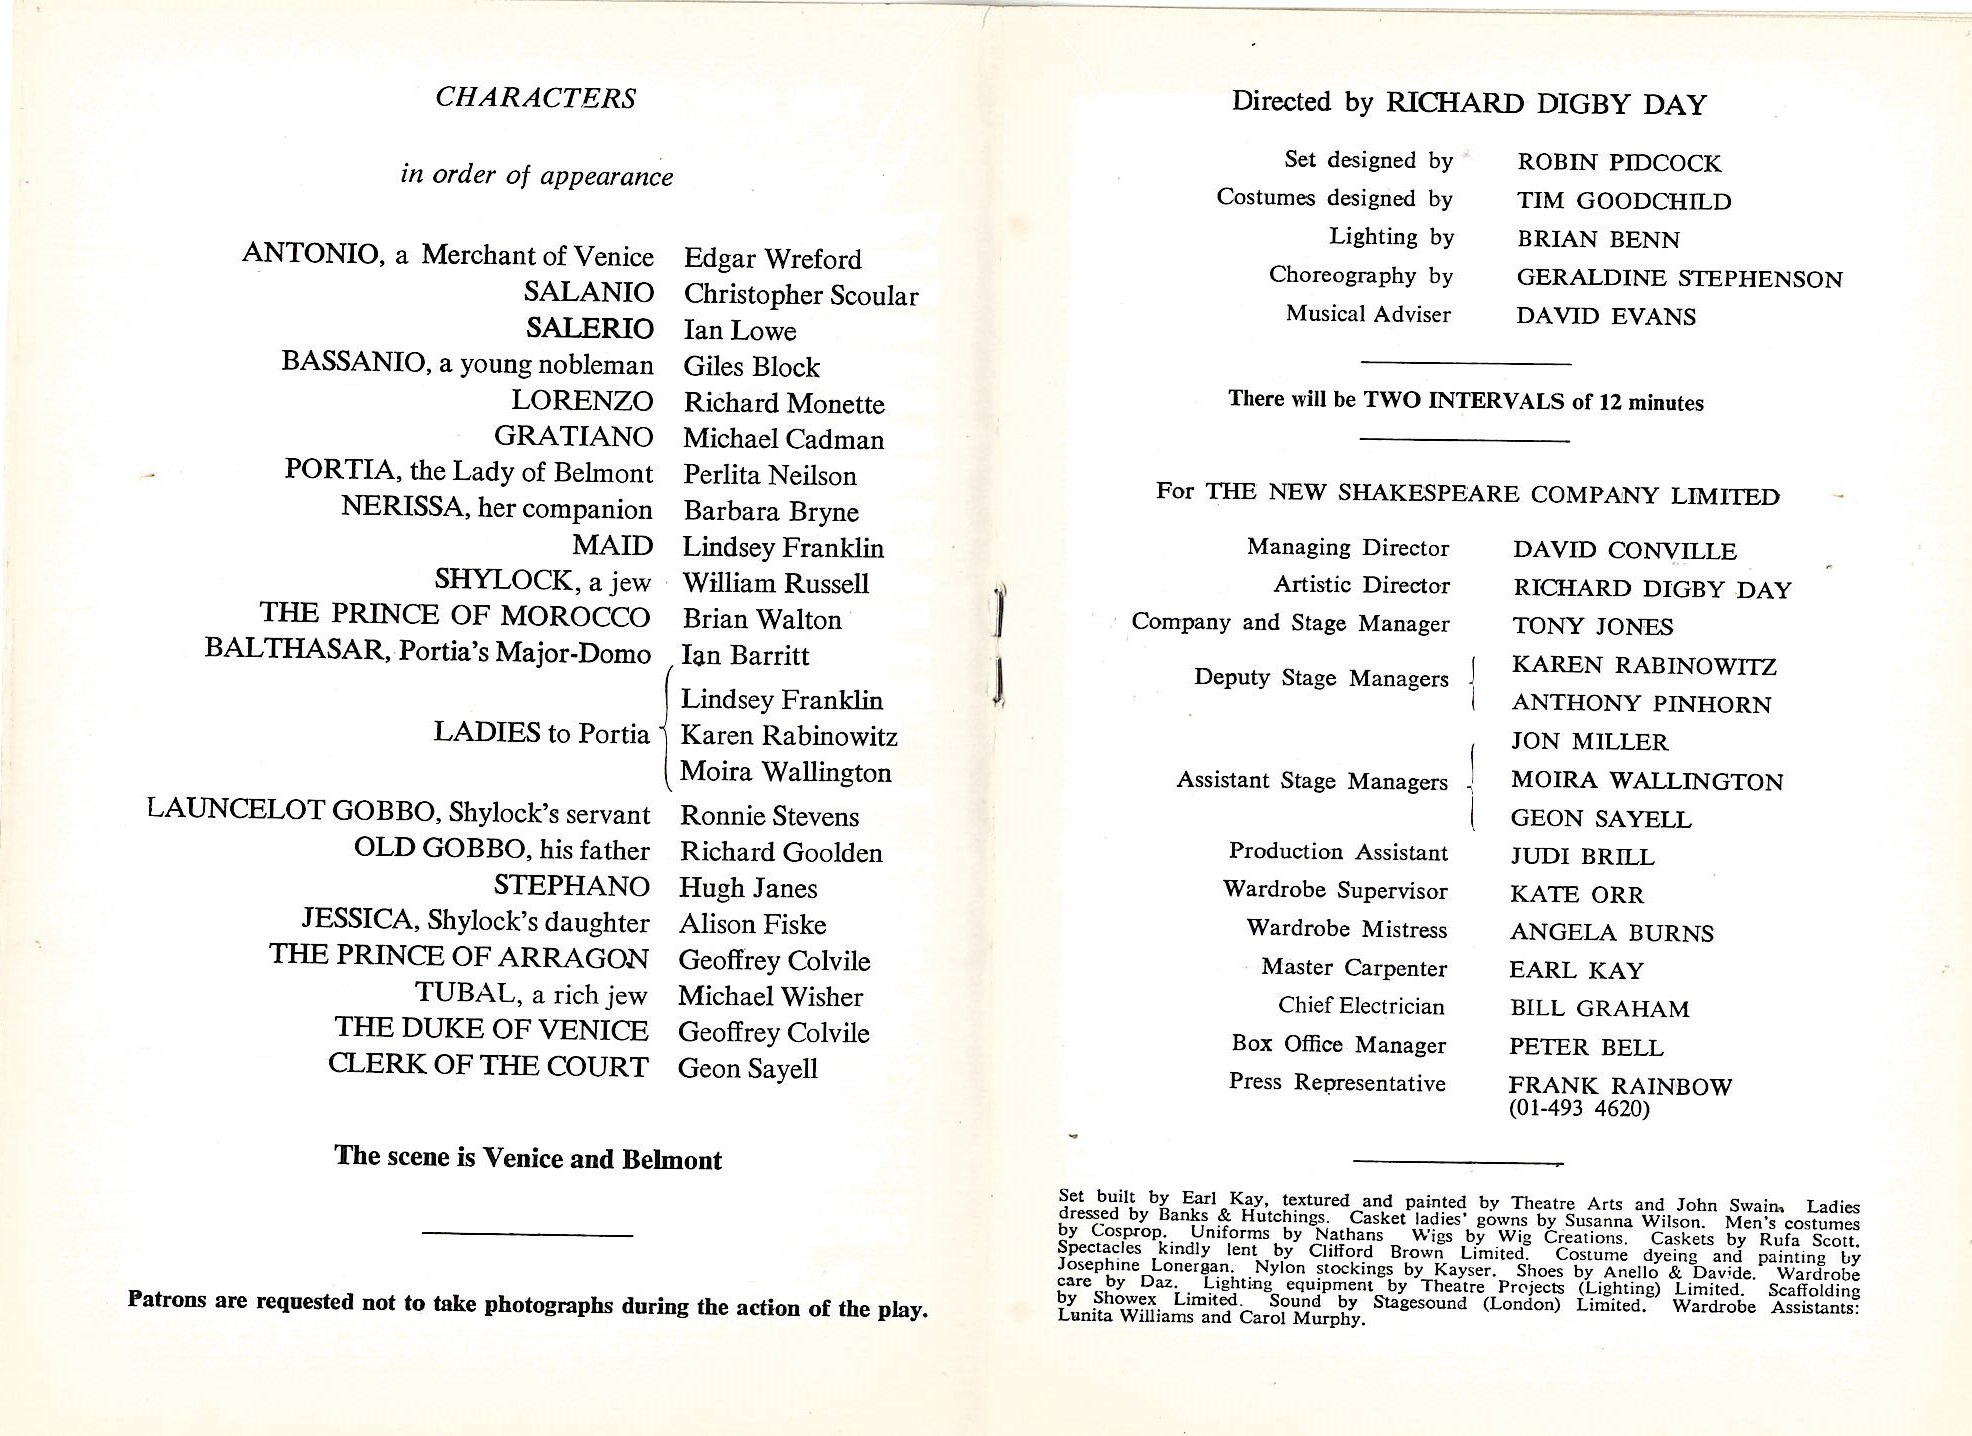 CHARACTERS
in order of appearance
ANTONIO, a Merchant of Venice Edgar Wreford
SALANIO Christopher Scoular
SALERIO Ian Lowe
BASSANIO, a young nobleman Giles Block
LORENZO Richard Monette
GRATIANO Michael Cadman
PORTIA, the Lady of Belmont Perlita Neilson
NERISSA, her companion Barbara Bryne
MAID Lindsey Franklin
SHYLOCK, a jew William Russell
THE PRINCE OF MOROCCO Brian Walton
BALTHASAR, Portia's Major-Domo Ian Barritt
Lindsey Franklin
LADIES to Portia Karen Rabinowitz
Moira Wallington
LAUNCELOT GOBBO, Shylock's servant Ronnie Stevens
OLD GOBBO, his father Richard Goolden
STEPHANO Hugh Janes
JESSICA, Shylock's daughter Alison Fiske
THE PRINCE OF ARRAGON Geoffrey Colvile
TUBAL, a rich jew Michael Wisher
THE DUKE OF VENICE Geoffrey Colvile
CLERK OF THE COURT Geon Sayell
The scene is Venice and Belmont
Patrons are requested not to take photographs during the action of the play.
Directed by RICHARD DIGBY DAY
Set designed by ROBIN PIDCOCK
Costumes designed by TIM GOODCHILD
Lighting by BRIAN BENN
Choreography by GERALDINE STEPHENSON
Musical Adviser DAVID EVANS
There will be TWO INTERVALS of 12 minutes
For THE NEW SHAKESPEARE COMPANY LIMITED
Managing Director DAVID CONVILLE
Artistic Director RICHARD DIGBY DAY
Company and Stage Manager TONY JONES
Deputy Stage Managers KAREN RABINOWITZ
ANTHONY PINHORN
JON MILLER
Assistant Stage Managers MOIRA WALLINGTON
GEON SAYELL
Production Assistant JUDI BRILL
Wardrobe Supervisor KATE ORR
Wardrobe Mistress ANGELA BURNS
Master Carpenter EARL KAY
Chief Electrician BILL GRAHAM
Box Office Manager PETER BELL
Press Representative FRANK RAINBOW
(01-493 4620)
Set built by Earl Kay, textured and painted by Theatre Arts and John Swain. Ladies
dressed by Banks & Hutchings. Casket ladies' gowns by Susanna Wilson. Men's costumes
by Cosprop. Uniforms by Nathans Wigs by Wig Creations. Caskets by Rufa Scott.
Spectacles kindly lent by Clifford Brown Limited. Costume dyeing and painting by
Josephine Lonergan. Nylon stockings by Kayser. Shoes by Anello & Davide. Wardrobe
care by Daz. Lighting equipment by Theatre Projects (Lighting) Limited. Scaffolding
by Showex Limited. Sound by Stagesound (London) Limited. Wardrobe Assistants:
Lunita Williams and Carol Murphy.